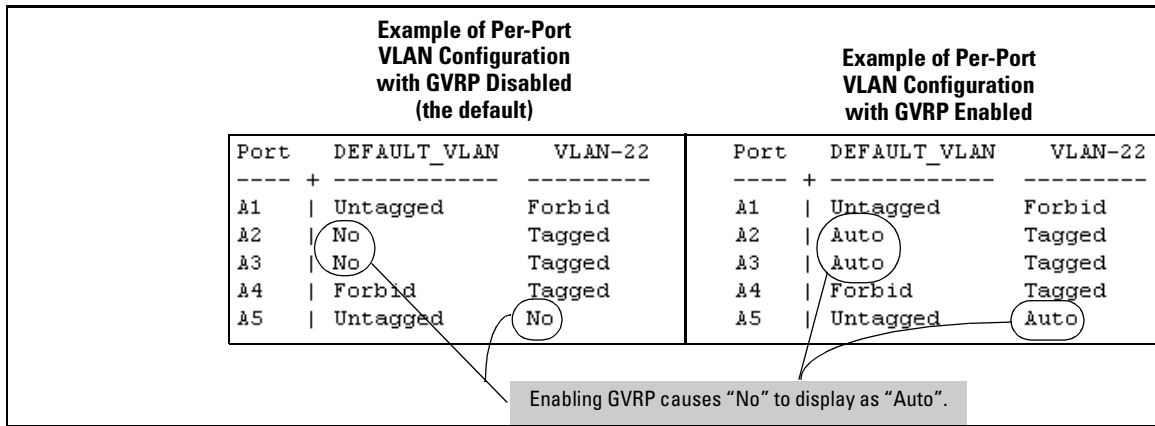 Example of Per-Port
VLAN Configuration
with GVRP Disabled
(the default)
Example of Per-Port
VLAN Configuration
with GVRP Enabled
Port DEFAULT_VLAN VLAN-22
---- + ------------ ---------
A1 | Untagged Forbid
A2 | No Tagged
A3 | No Tagged
A4 | Forbid Tagged
A5 | Untagged No
Port DEFAULT_VLAN VLAN-22
---- + ------------ ---------
A1 | Untagged Forbid
A2 | Auto Tagged
A3 | Auto Tagged
A4 | Forbid Tagged
A5 | Untagged Auto
Enabling GVRP causes “No” to display as “Auto”.